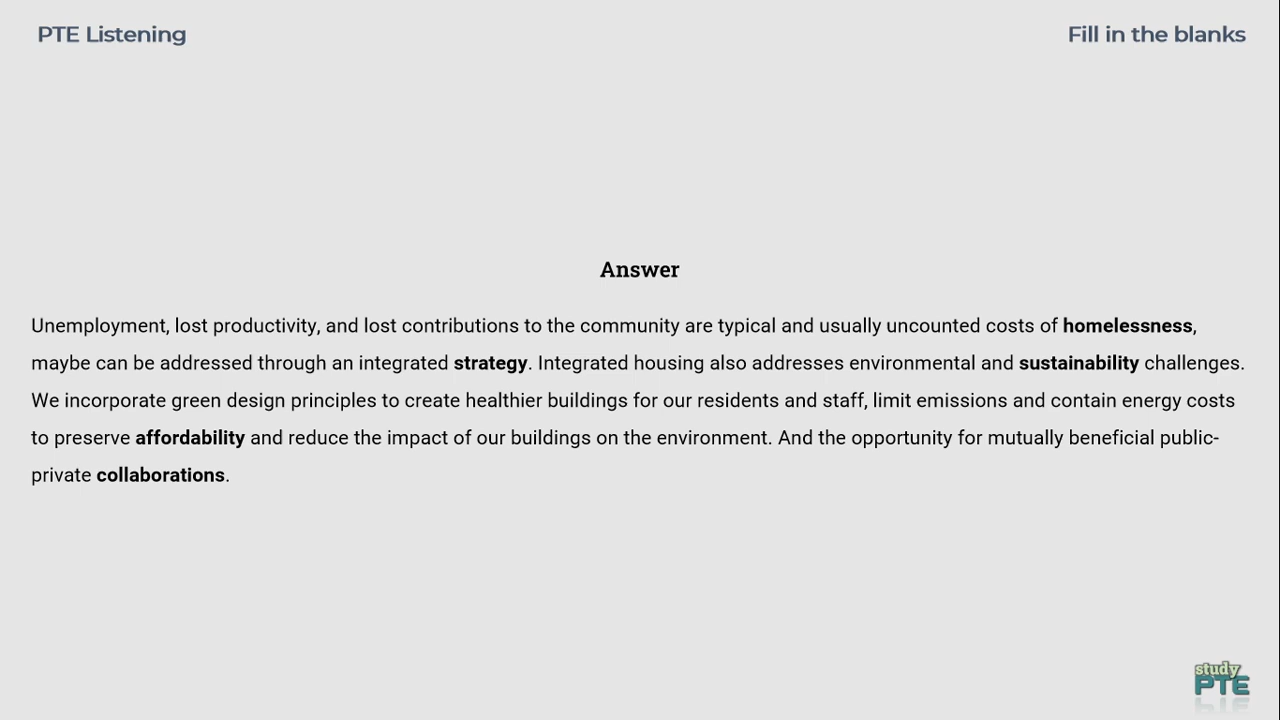 PTE Listening
Fill in the blanks
Answer
Unemployment, lost productivity, and lost contributions to the community are typical and usually uncounted costs of homelessness,
maybe can be addressed through an integrated strategy. Integrated housing also addresses environmental and sustainability challenges.
We incorporate green design principles to create healthier buildings for our residents and staff, limit emissions and contain energy costs
to preserve affordability and reduce the impact of our buildings on the environment. And the opportunity for mutually beneficial public-
private collaborations.
study
PTE